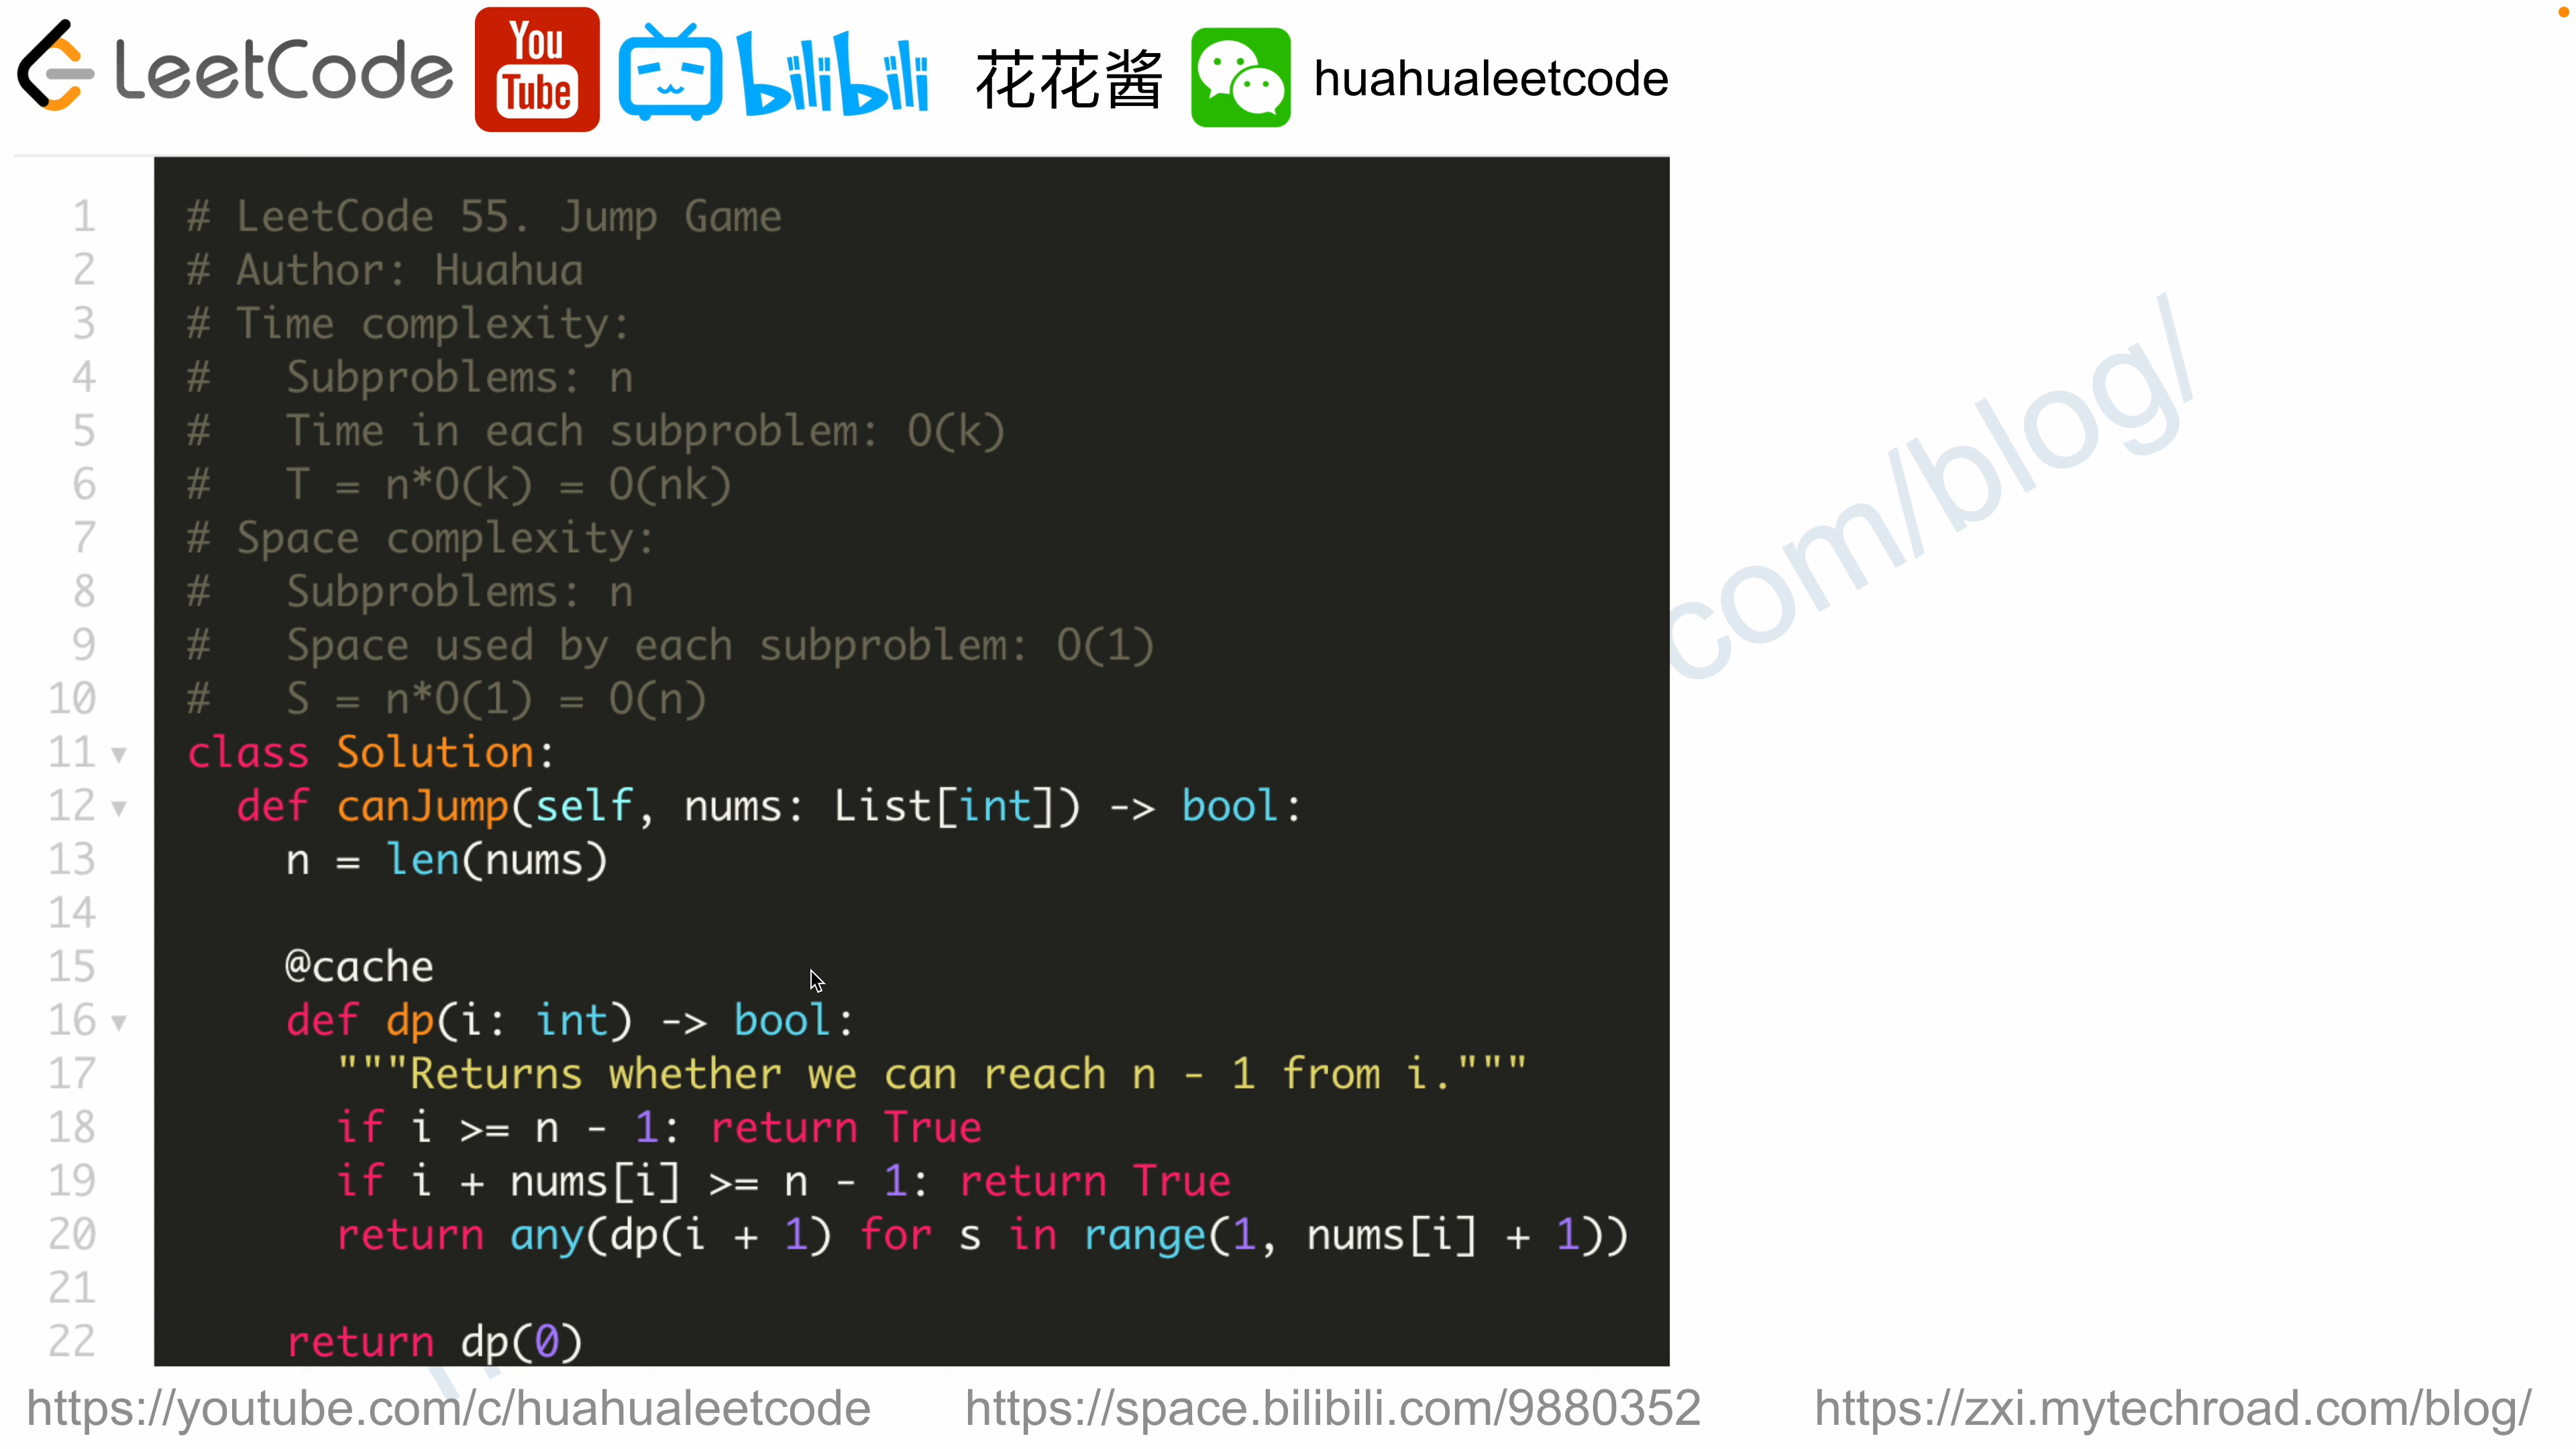 LeetCode You Tube bilibili 花花酱 huahualeetcode
1 # LeetCode 55. Jump Game
2 # Author: Huahua
3 # Time complexity:
4 #   Subproblems: n
5 #   Time in each subproblem: O(k)
6 #   T = n*O(k) = O(nk)
7 # Space complexity:
8 #   Subproblems: n
9 #   Space used by each subproblem: O(1)
10 #   S = n*O(1) = O(n)
11 class Solution:
12   def canJump(self, nums: List[int]) -> bool:
13     n = len(nums)
14
15     @cache
16     def dp(i: int) -> bool:
17       """Returns whether we can reach n - 1 from i."""
18       if i >= n - 1: return True
19       if i + nums[i] >= n - 1: return True
20       return any(dp(i + 1) for s in range(1, nums[i] + 1))
21
22     return dp(0)
com/blog/
https://youtube.com/c/huahualeetcode https://space.bilibili.com/9880352 https://zxi.mytechroad.com/blog/